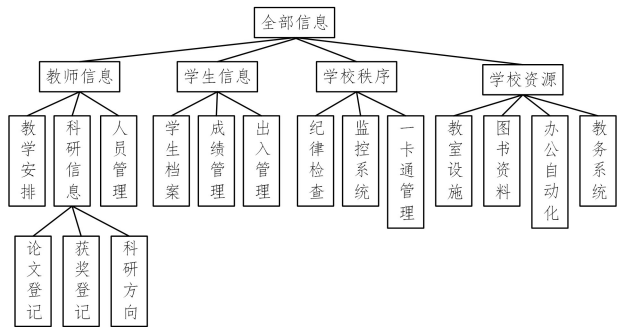 全部信息
教师信息
学生信息
学校秩序
学校资源
教学安排
科研信息
人员管理
学生档案
成绩管理
出入管理
纪律检查
监控系统
一卡通管理
教室设施
图书资料
办公自动化
教务系统
论文登记
获奖登记
科研方向